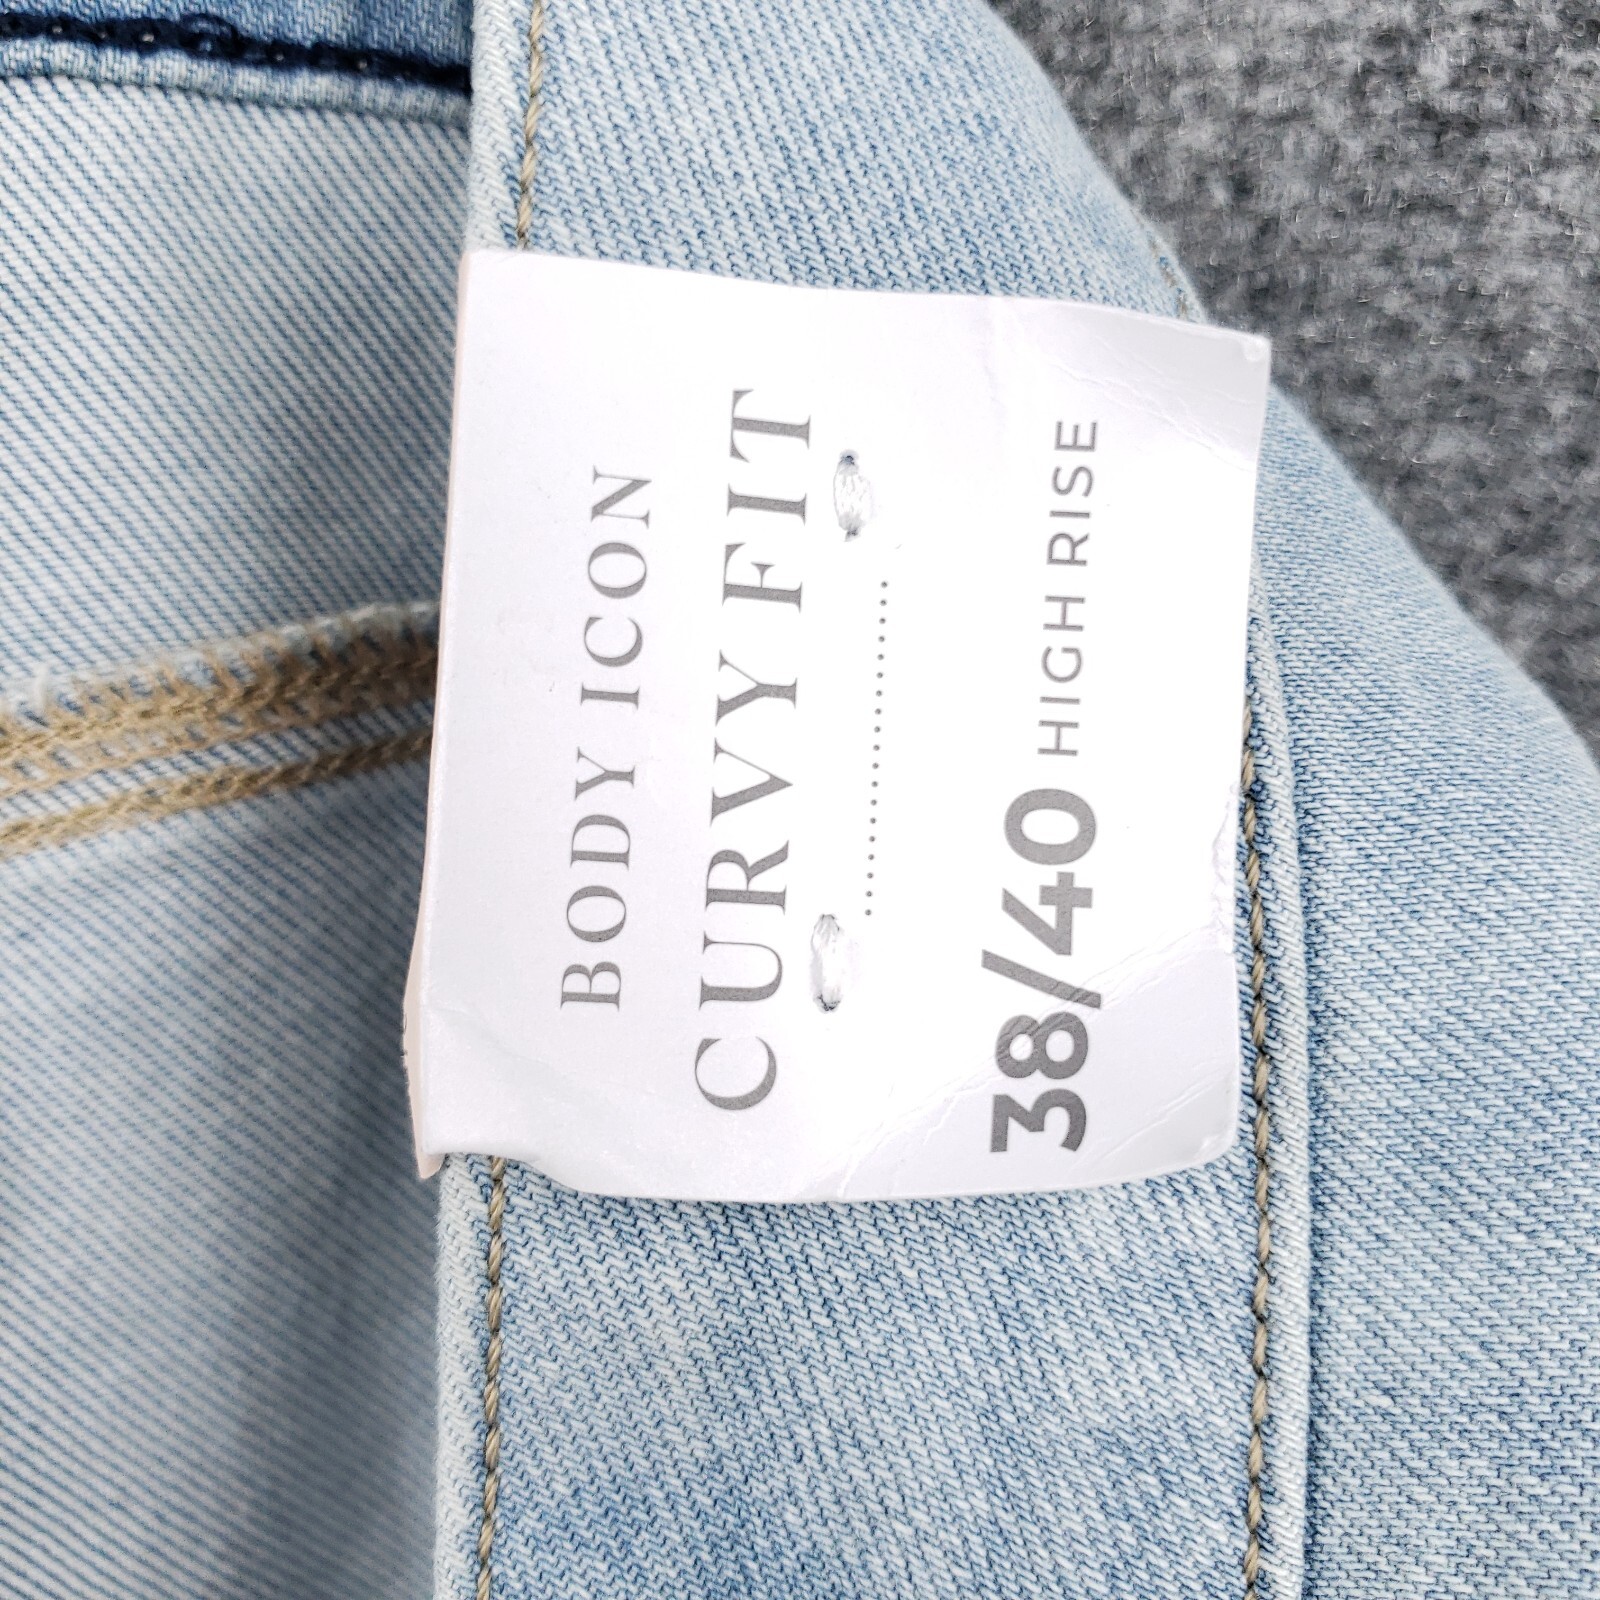 BODY ICON
CURVY FIT
38/40 HIGH RISE